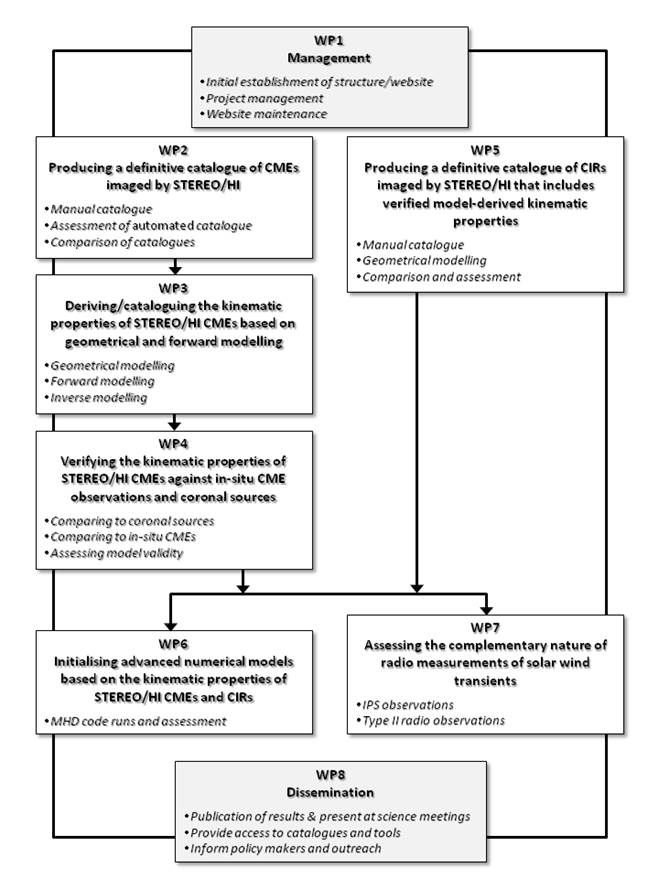 WP1
Management
• Initial establishment of structure/website
• Project management
• Website maintenance
WP2
Producing a definitive catalogue of CMEs
imaged by STEREO/HI
• Manual catalogue
• Assessment of automated catalogue
• Comparison of catalogues
WP5
Producing a definitive catalogue of CIRs
imaged by STEREO/HI that includes
verified model-derived kinematic
properties
• Manual catalogue
• Geometrical modelling
• Comparison and assessment
WP3
Deriving/cataloguing the kinematic
properties of STEREO/HI CMEs based on
geometrical and forward modelling
• Geometrical modelling
• Forward modelling
• Inverse modelling
WP4
Verifying the kinematic properties of
STEREO/HI CMEs against in-situ CME
observations and coronal sources
• Comparing to coronal sources
• Comparing to in-situ CMEs
• Assessing model validity
WP6
Initialising advanced numerical models
based on the kinematic properties of
STEREO/HI CMEs and CIRs
• MHD code runs and assessment
WP7
Assessing the complementary nature of
radio measurements of solar wind
transients
• IPS observations
• Type II radio observations
WP8
Dissemination
• Publication of results & present at science meetings
• Provide access to catalogues and tools
• Inform policy makers and outreach